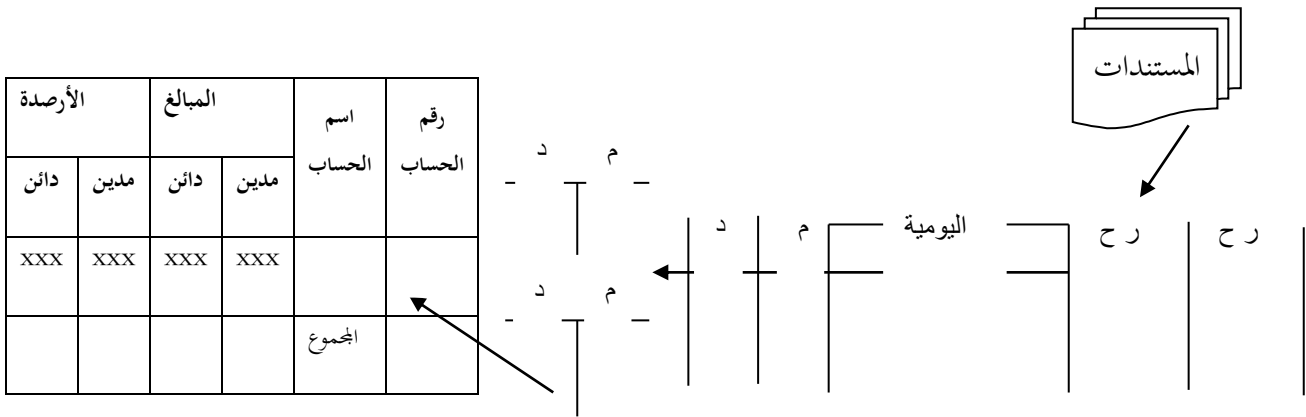 المستندات
ر ح
ر ح
اليومية
م
د
م
د
م
د
رقم الحساب
اسم الحساب
المبالغ
الأرصدة
مدين
دائن
مدين
دائن
xxx
xxx
xxx
xxx
المجموع